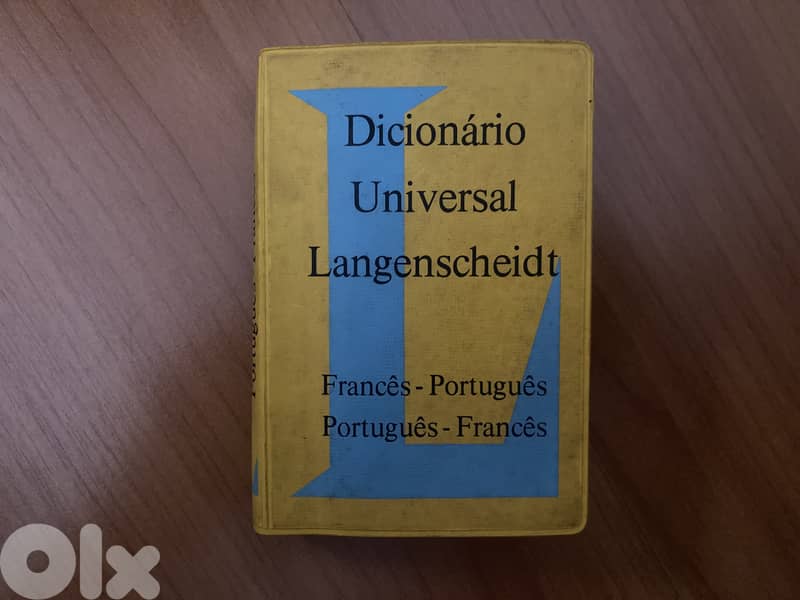 Dicionário
Universal
Langenscheidt
Francês - Português
Português - Francês
OLX